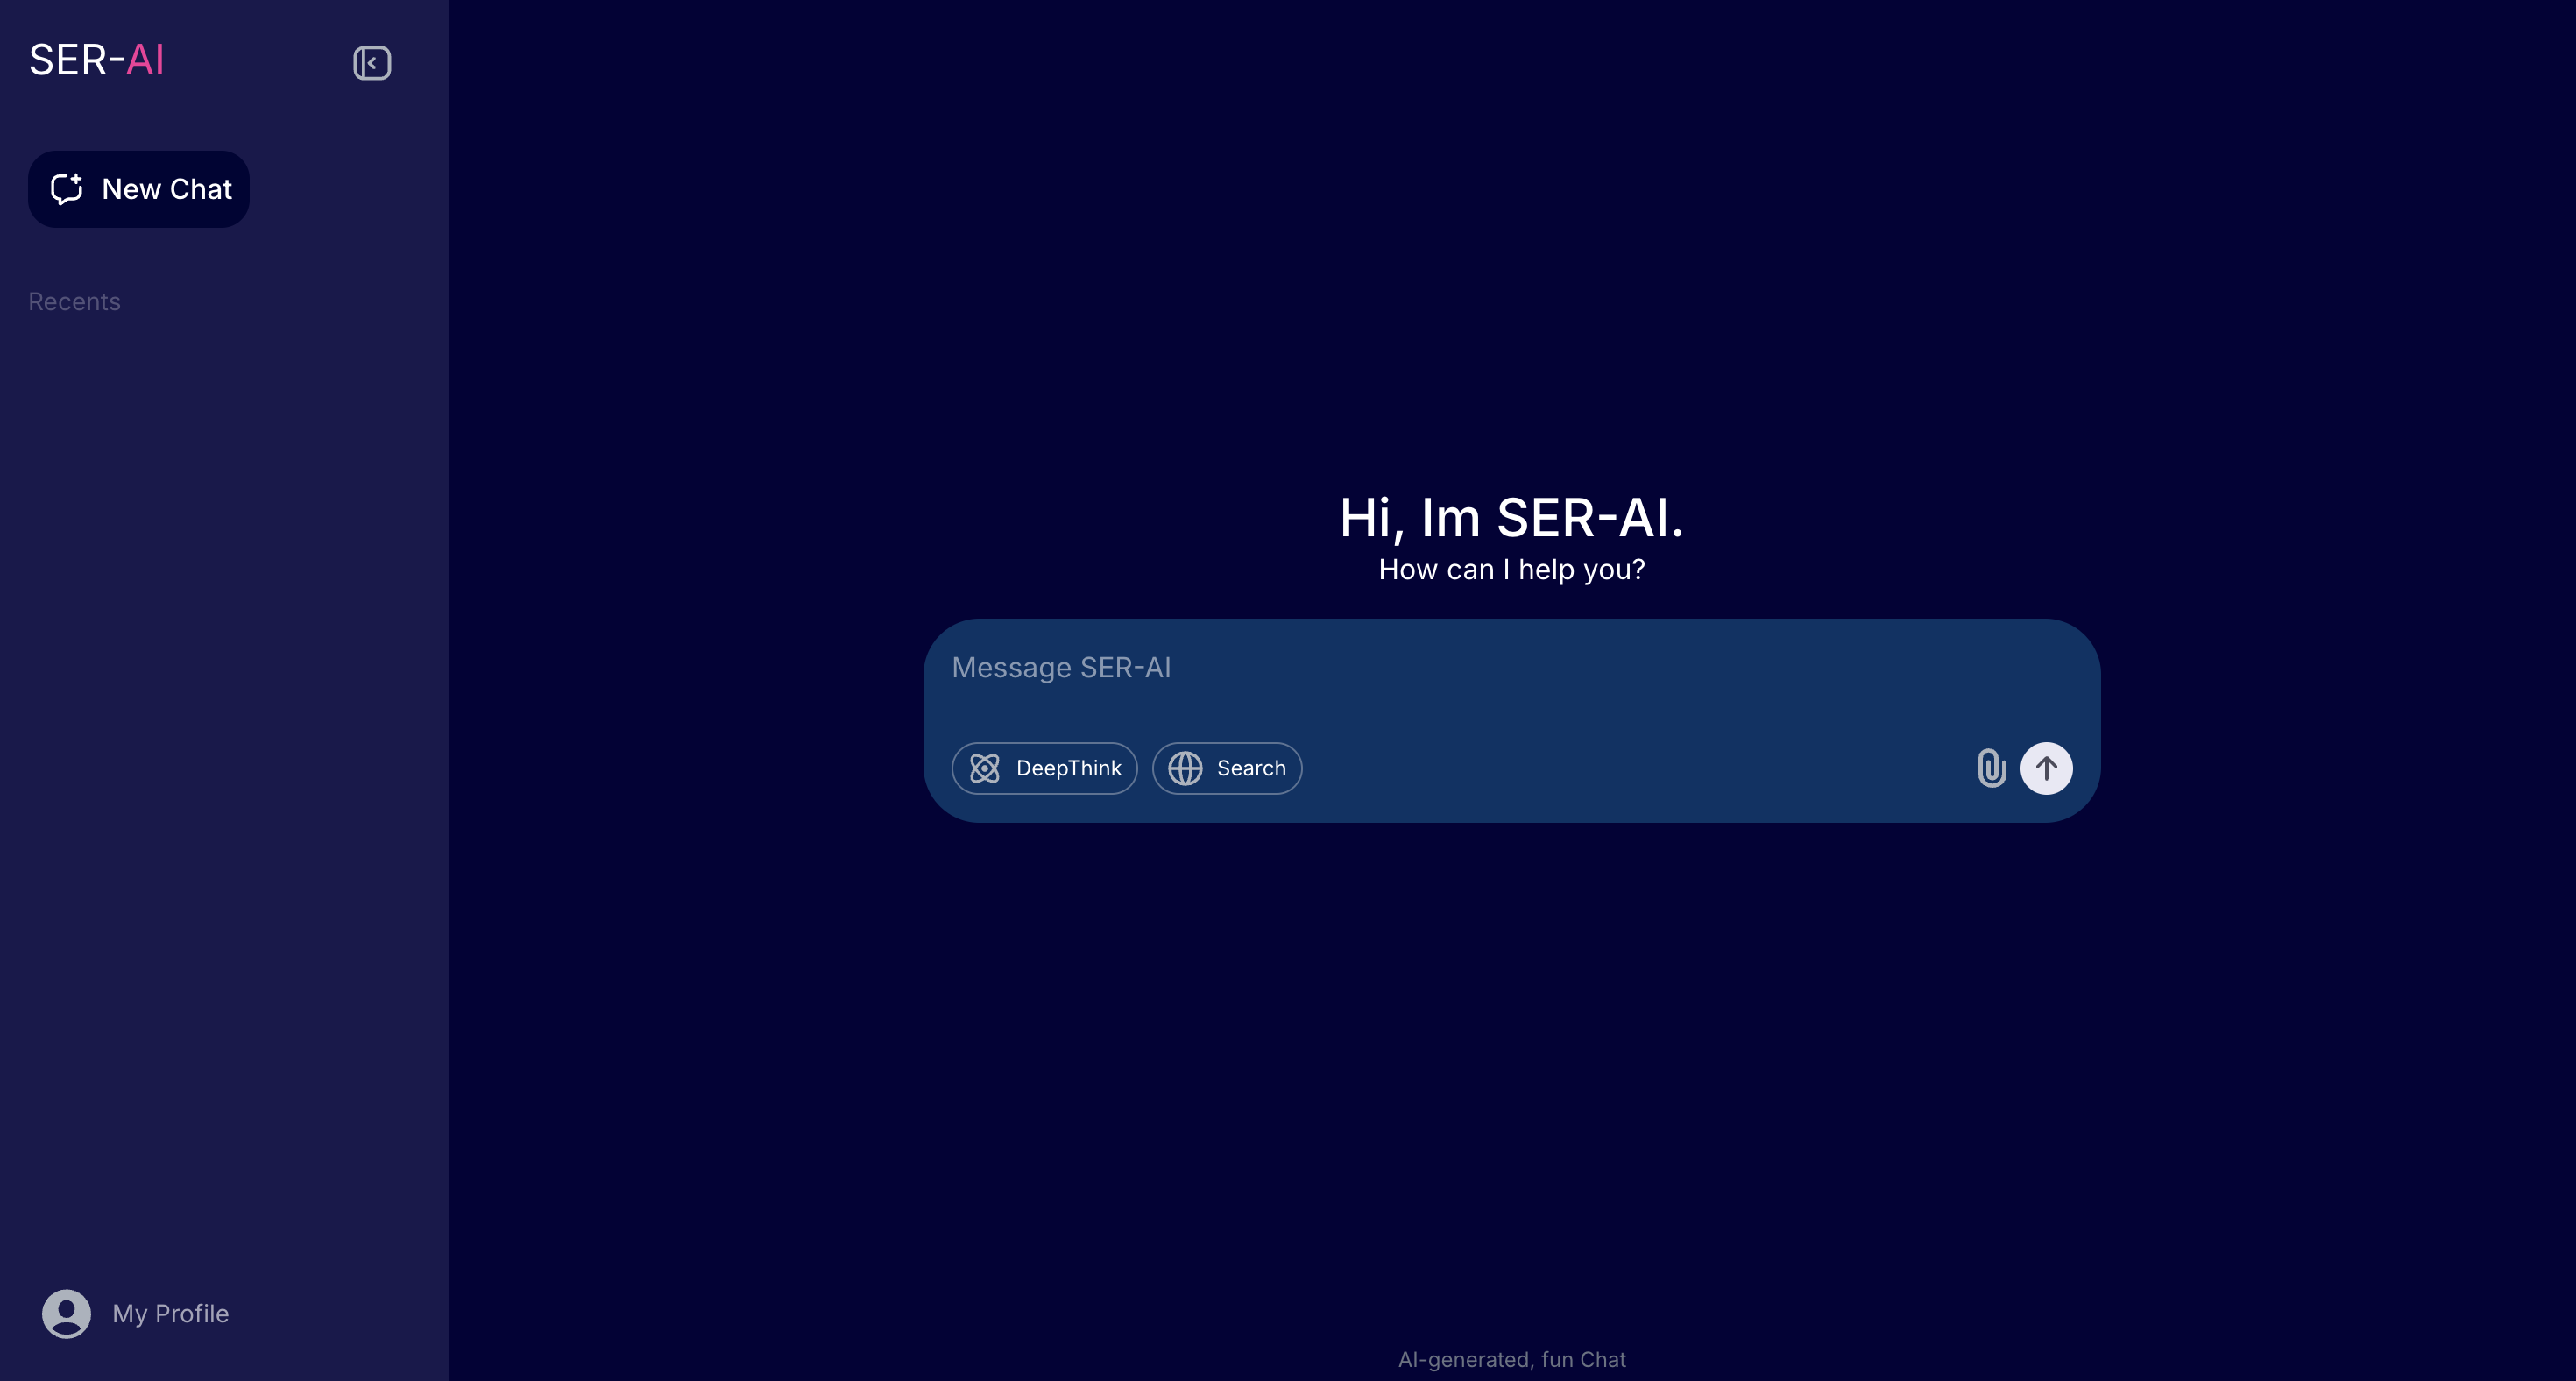 SER-AI
New Chat
Recents
Hi, Im SER-AI.
How can I help you?
Message SER-AI
DeepThink
Search
My Profile
AI-generated, fun Chat